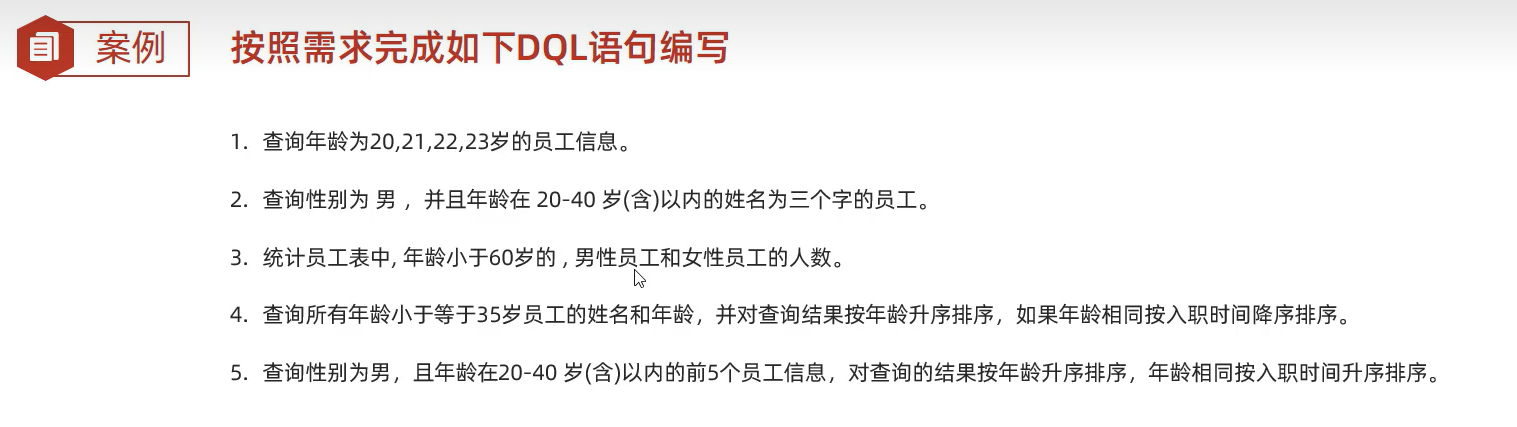 案例 按照需求完成如下DQL语句编写
1. 查询年龄为20,21,22,23岁的员工信息。
2. 查询性别为 男 ，并且年龄在 20-40 岁(含)以内的姓名为三个字的员工。
3. 统计员工表中, 年龄小于60岁的 , 男性员工和女性员工的人数。
4. 查询所有年龄小于等于35岁员工的姓名和年龄，并对查询结果按年龄升序排序，如果年龄相同按入职时间降序排序。
5. 查询性别为男，且年龄在20-40 岁(含)以内的前5个员工信息，对查询的结果按年龄升序排序，年龄相同按入职时间升序排序。